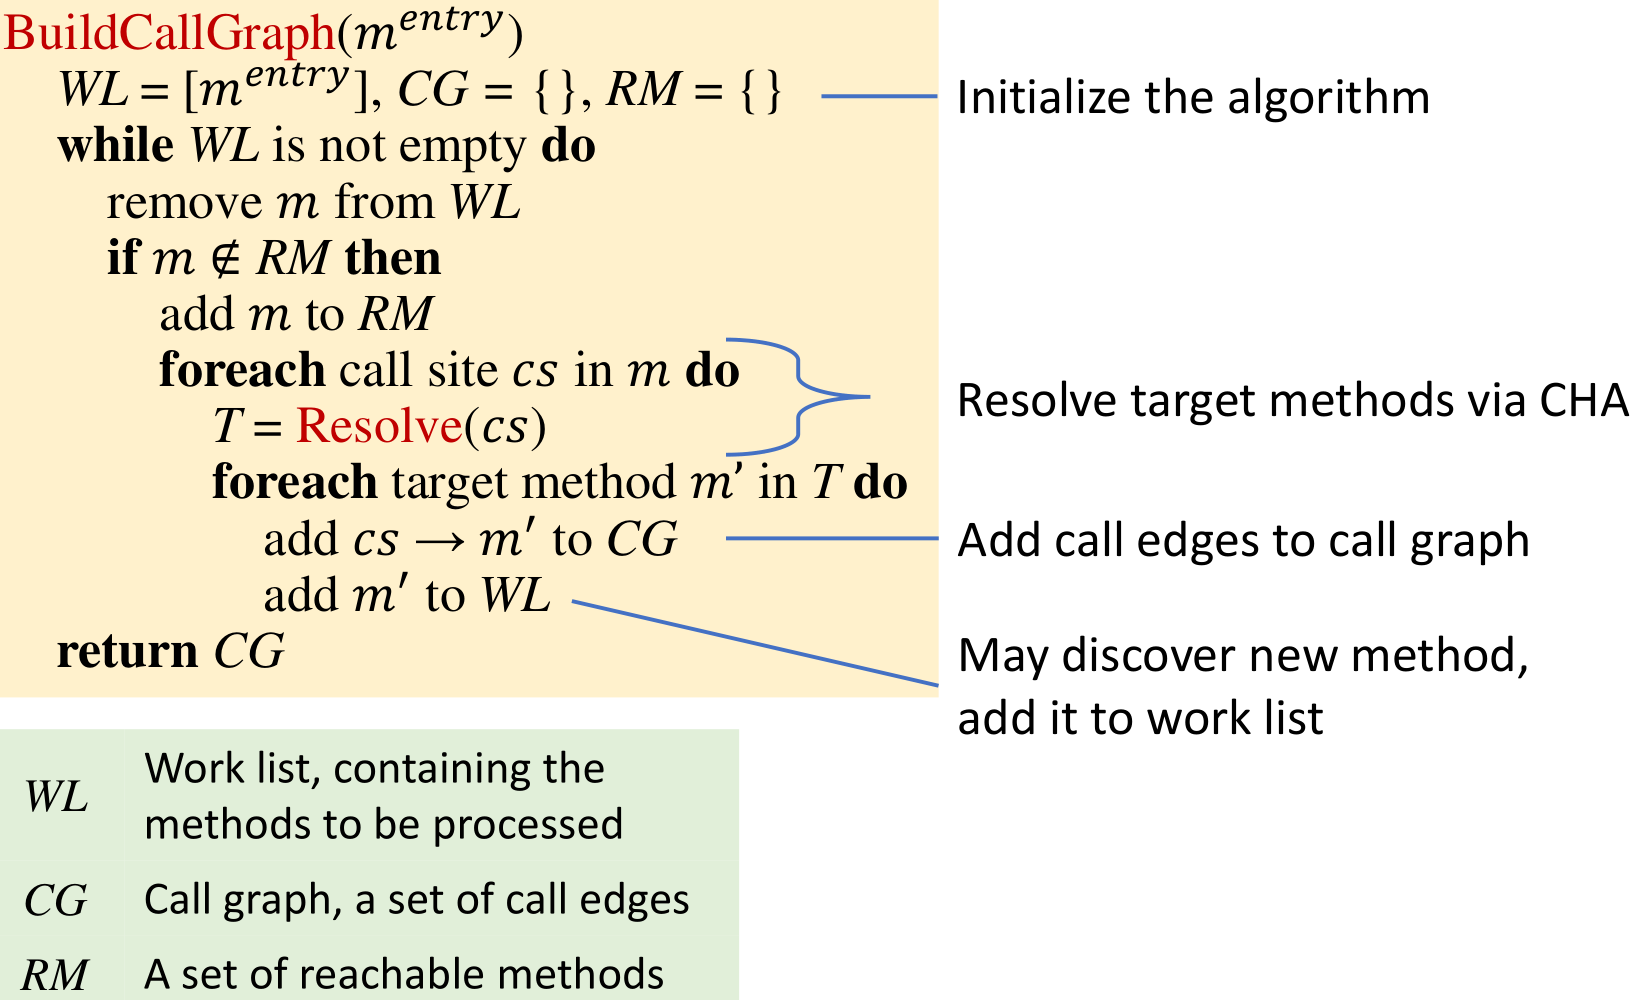 BuildCallGraph(m^entry)
WL = [m^entry], CG = {}, RM = {}
while WL is not empty do
remove m from WL
if m ∉ RM then
add m to RM
foreach call site cs in m do
T = Resolve(cs)
foreach target method m’ in T do
add cs → m′ to CG
add m′ to WL
return CG
Initialize the algorithm
Resolve target methods via CHA
Add call edges to call graph
May discover new method,
add it to work list
WL Work list, containing the
methods to be processed
CG Call graph, a set of call edges
RM A set of reachable methods